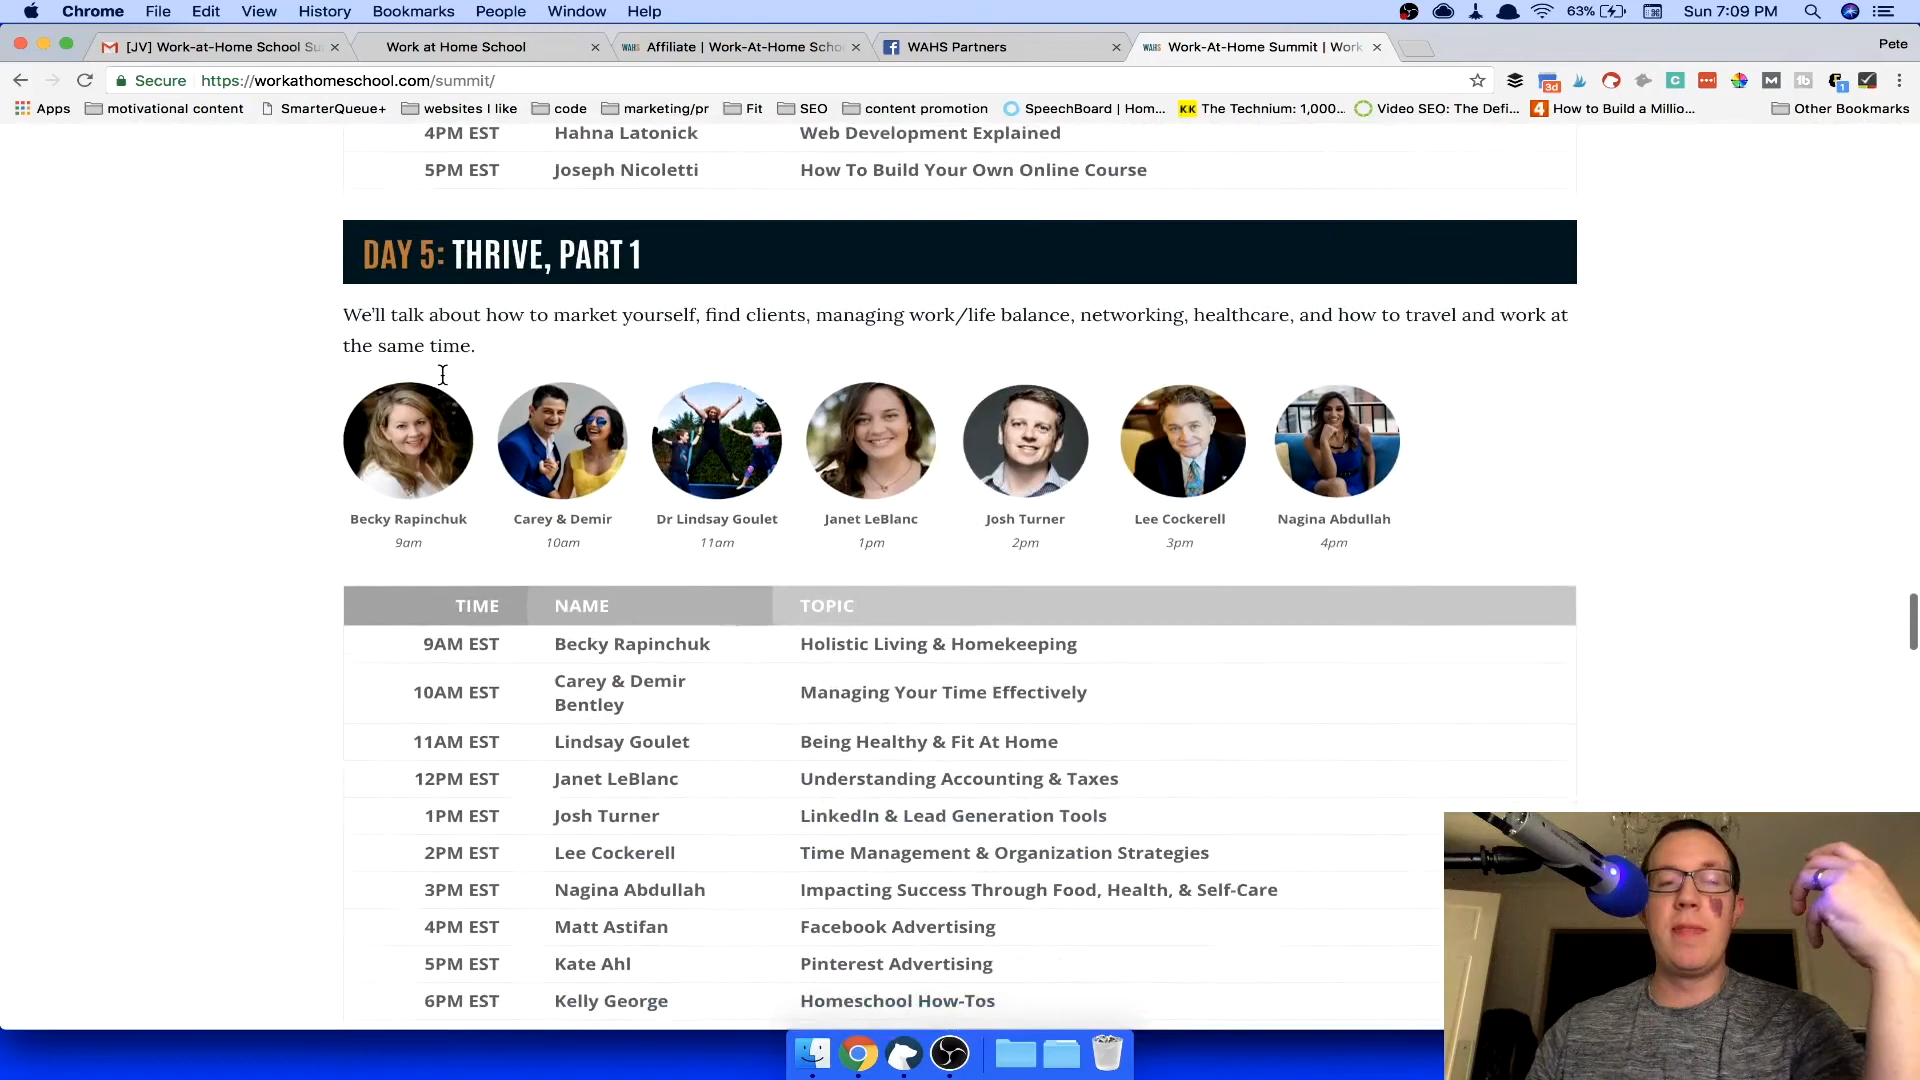 Chrome File Edit View History Bookmarks People Window Help 63% Sun 7:09 PM
[JV] Work-at-Home School Su
Work at Home School
WAHS Affiliate | Work-At-Home Scho
WAHS Partners
WAHS Work-At-Home Summit | Work
Pete
Secure https://workathomeschool.com/summit/
Apps motivational content SmarterQueue+ websites I like code marketing/pr Fit SEO content promotion SpeechBoard | Hom... KK The Technium: 1,000... Video SEO: The Defi... 4 How to Build a Millio... Other Bookmarks
4PM EST Hahna Latonick Web Development Explained
5PM EST Joseph Nicoletti How To Build Your Own Online Course
DAY 5: THRIVE, PART 1
We'll talk about how to market yourself, find clients, managing work/life balance, networking, healthcare, and how to travel and work at
the same time.
Becky Rapinchuk Carey & Demir Dr Lindsay Goulet Janet LeBlanc Josh Turner Lee Cockerell Nagina Abdullah
9am 10am 11am 1pm 2pm 3pm 4pm
TIME NAME TOPIC
9AM EST Becky Rapinchuk Holistic Living & Homekeeping
10AM EST Carey & Demir Bentley Managing Your Time Effectively
11AM EST Lindsay Goulet Being Healthy & Fit At Home
12PM EST Janet LeBlanc Understanding Accounting & Taxes
1PM EST Josh Turner LinkedIn & Lead Generation Tools
2PM EST Lee Cockerell Time Management & Organization Strategies
3PM EST Nagina Abdullah Impacting Success Through Food, Health, & Self-Care
4PM EST Matt Astifan Facebook Advertising
5PM EST Kate Ahl Pinterest Advertising
6PM EST Kelly George Homeschool How-Tos